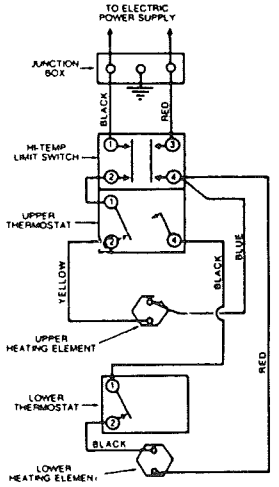 TO ELECTRIC
POWER SUPPLY
JUNCTION
BOX
BLACK
RED
HI-TEMP
LIMIT SWITCH
1
3
2
4
UPPER
THERMOSTAT
1
2
4
YELLOW
BLACK
BLUE
RED
UPPER
HEATING ELEMENT
LOWER
THERMOSTAT
1
2
BLACK
LOWER
HEATING ELEMENT